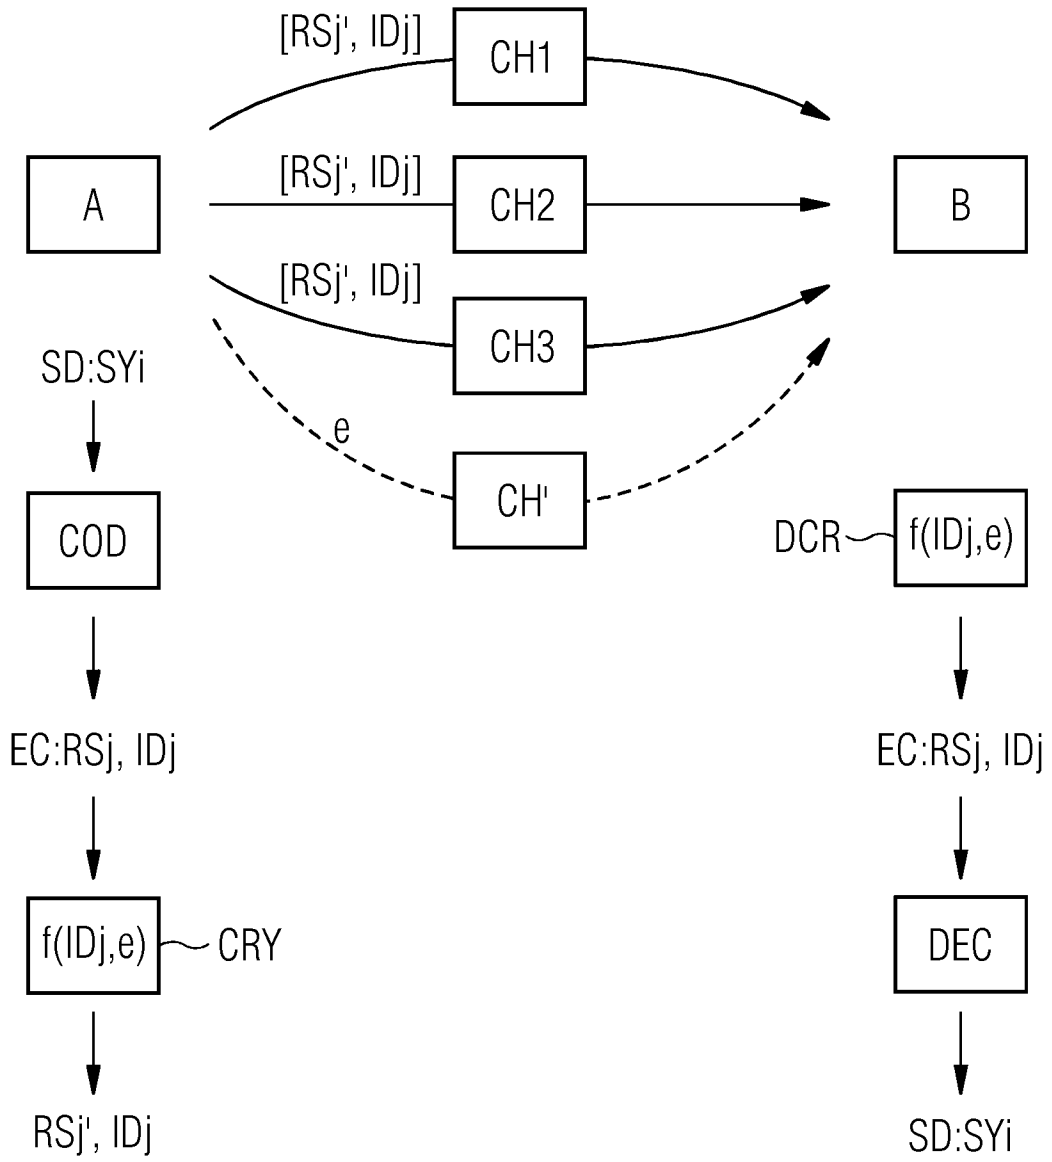 [RSj', IDj]
CH1
A
[RSj', IDj]
CH2
B
[RSj', IDj]
CH3
SD:SYi
e
CH'
COD
DCR
f(IDj,e)
EC:RSj, IDj
EC:RSj, IDj
f(IDj,e)
CRY
DEC
RSj', IDj
SD:SYi